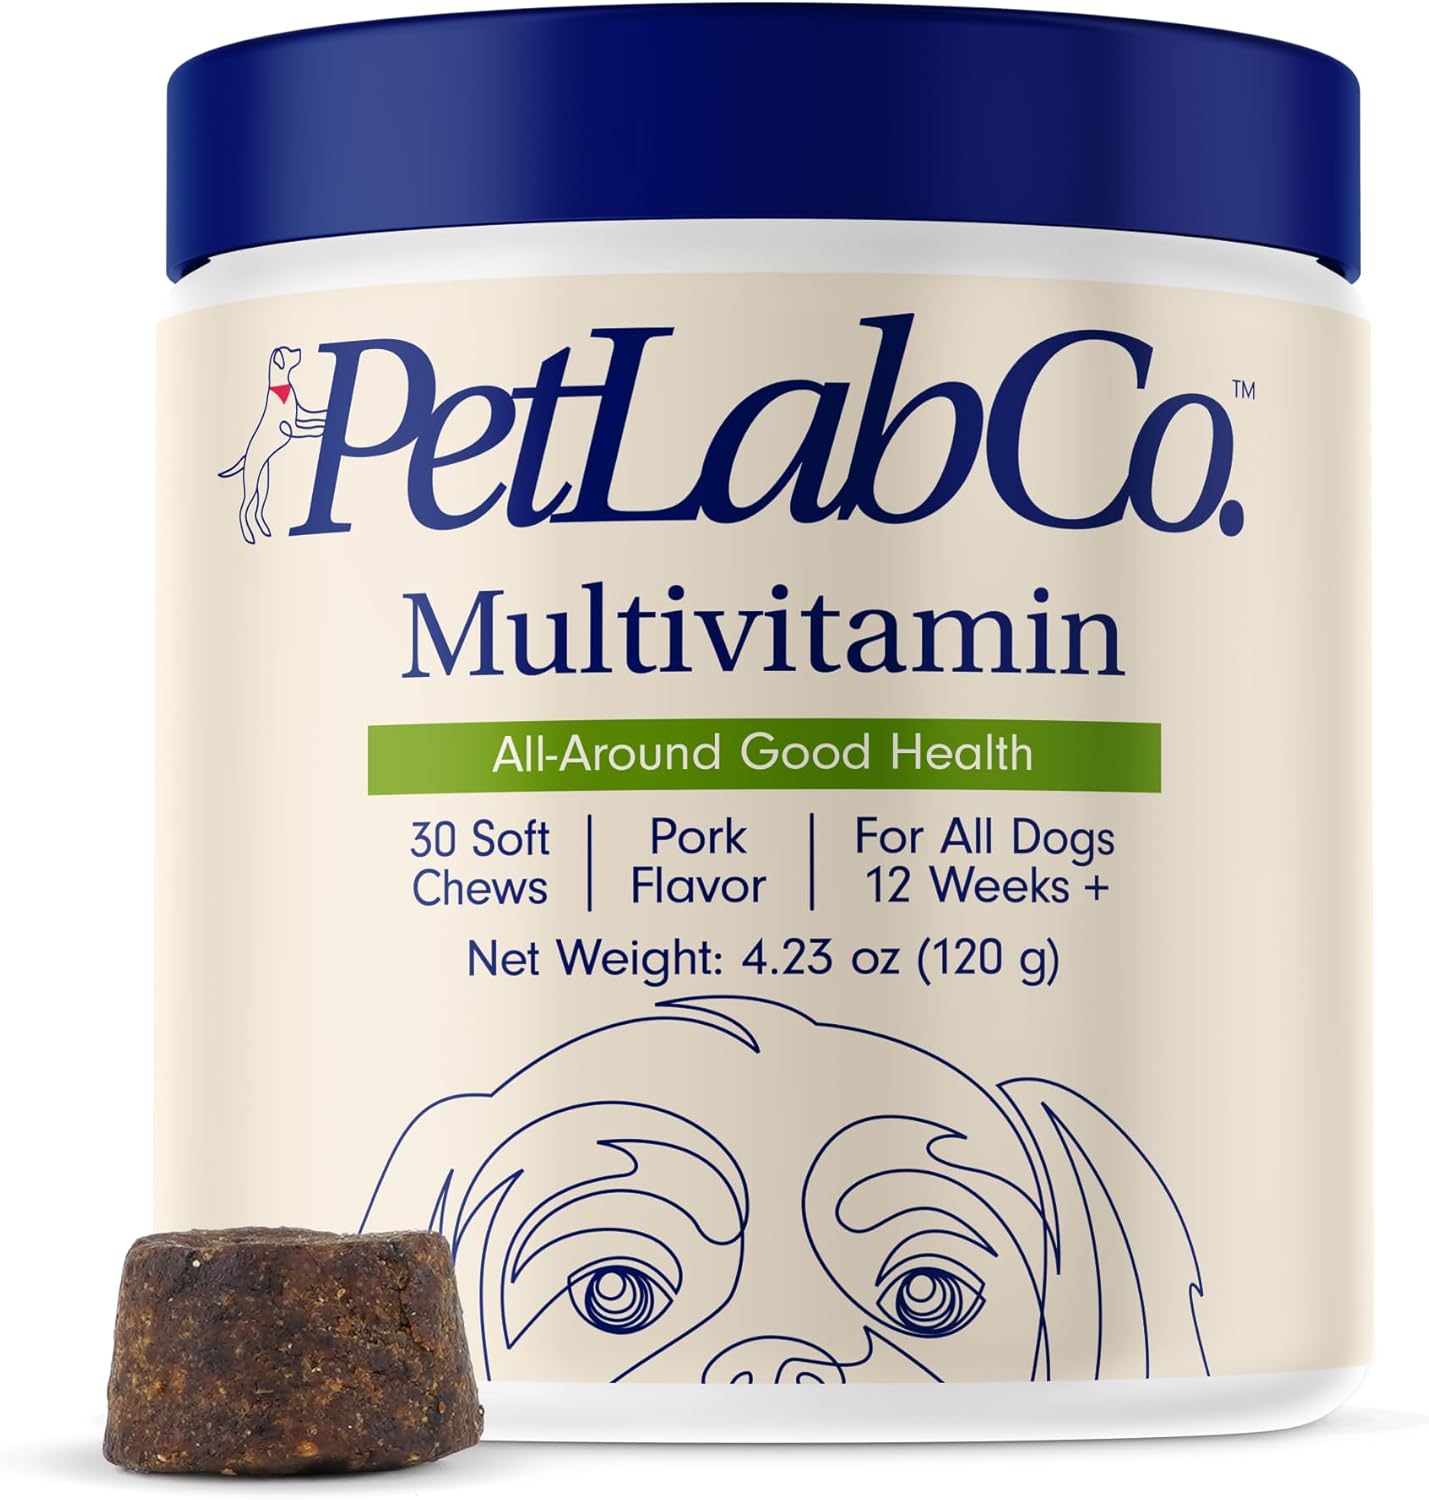 PetLabCo.™
Multivitamin
All-Around Good Health
30 Soft Chews | Pork Flavor | For All Dogs 12 Weeks +
Net Weight: 4.23 oz (120 g)